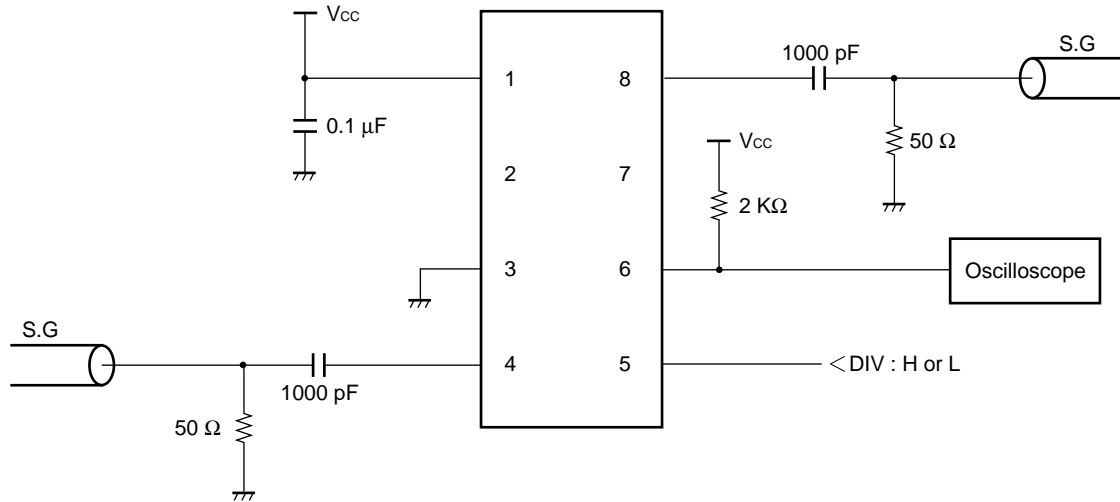 VCC
0.1 µF
1
2
3
4
8
7
6
5
1000 pF
S.G
50 Ω
VCC
2 KΩ
Oscilloscope
DIV : H or L
S.G
1000 pF
50 Ω